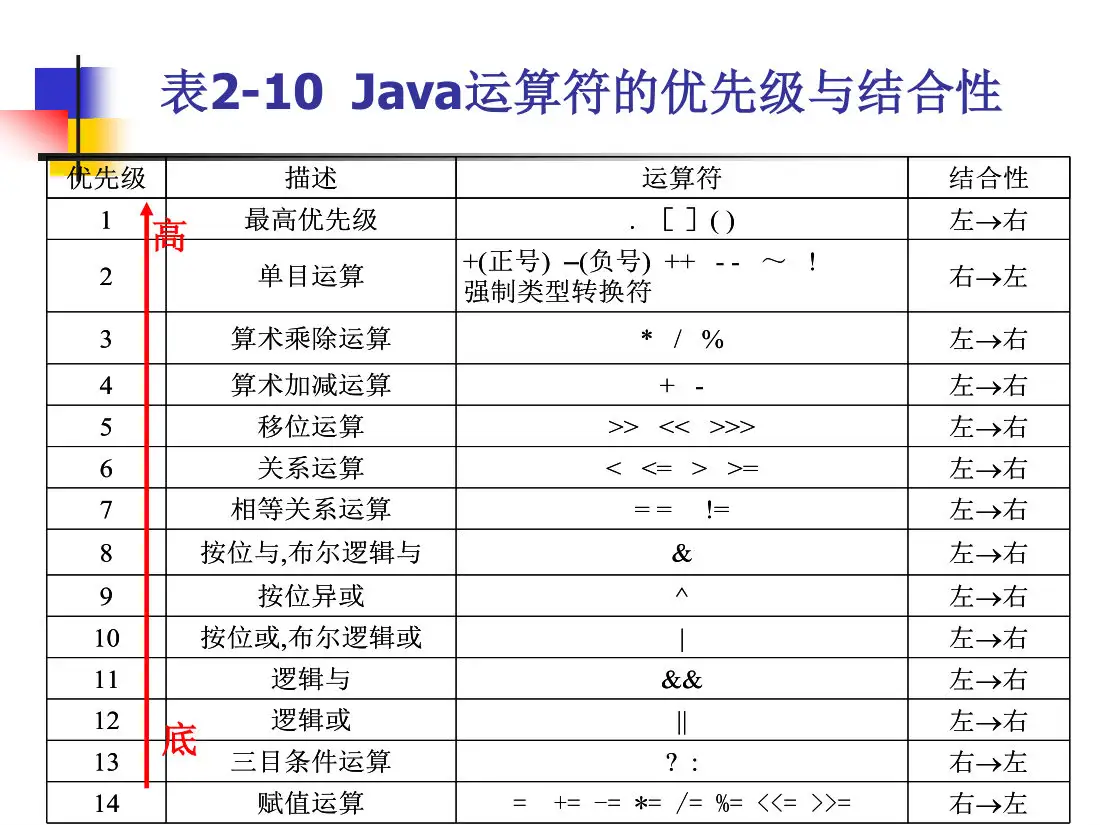 表2-10 Java运算符的优先级与结合性
优先级 描述 运算符 结合性
高
1 最高优先级 . [ ] ( ) 左→右
2 单目运算 +(正号) –(负号) ++ - - ～ ! 右→左
强制类型转换符
3 算术乘除运算 * / % 左→右
4 算术加减运算 + - 左→右
5 移位运算 >> << >>> 左→右
6 关系运算 < <= > >= 左→右
7 相等关系运算 = = != 左→右
8 按位与,布尔逻辑与 & 左→右
9 按位异或 ^ 左→右
10 按位或,布尔逻辑或 | 左→右
11 逻辑与 && 左→右
12 逻辑或 || 左→右
底
13 三目条件运算 ? : 右→左
14 赋值运算 = += -= *= /= %= <<= >>= 右→左